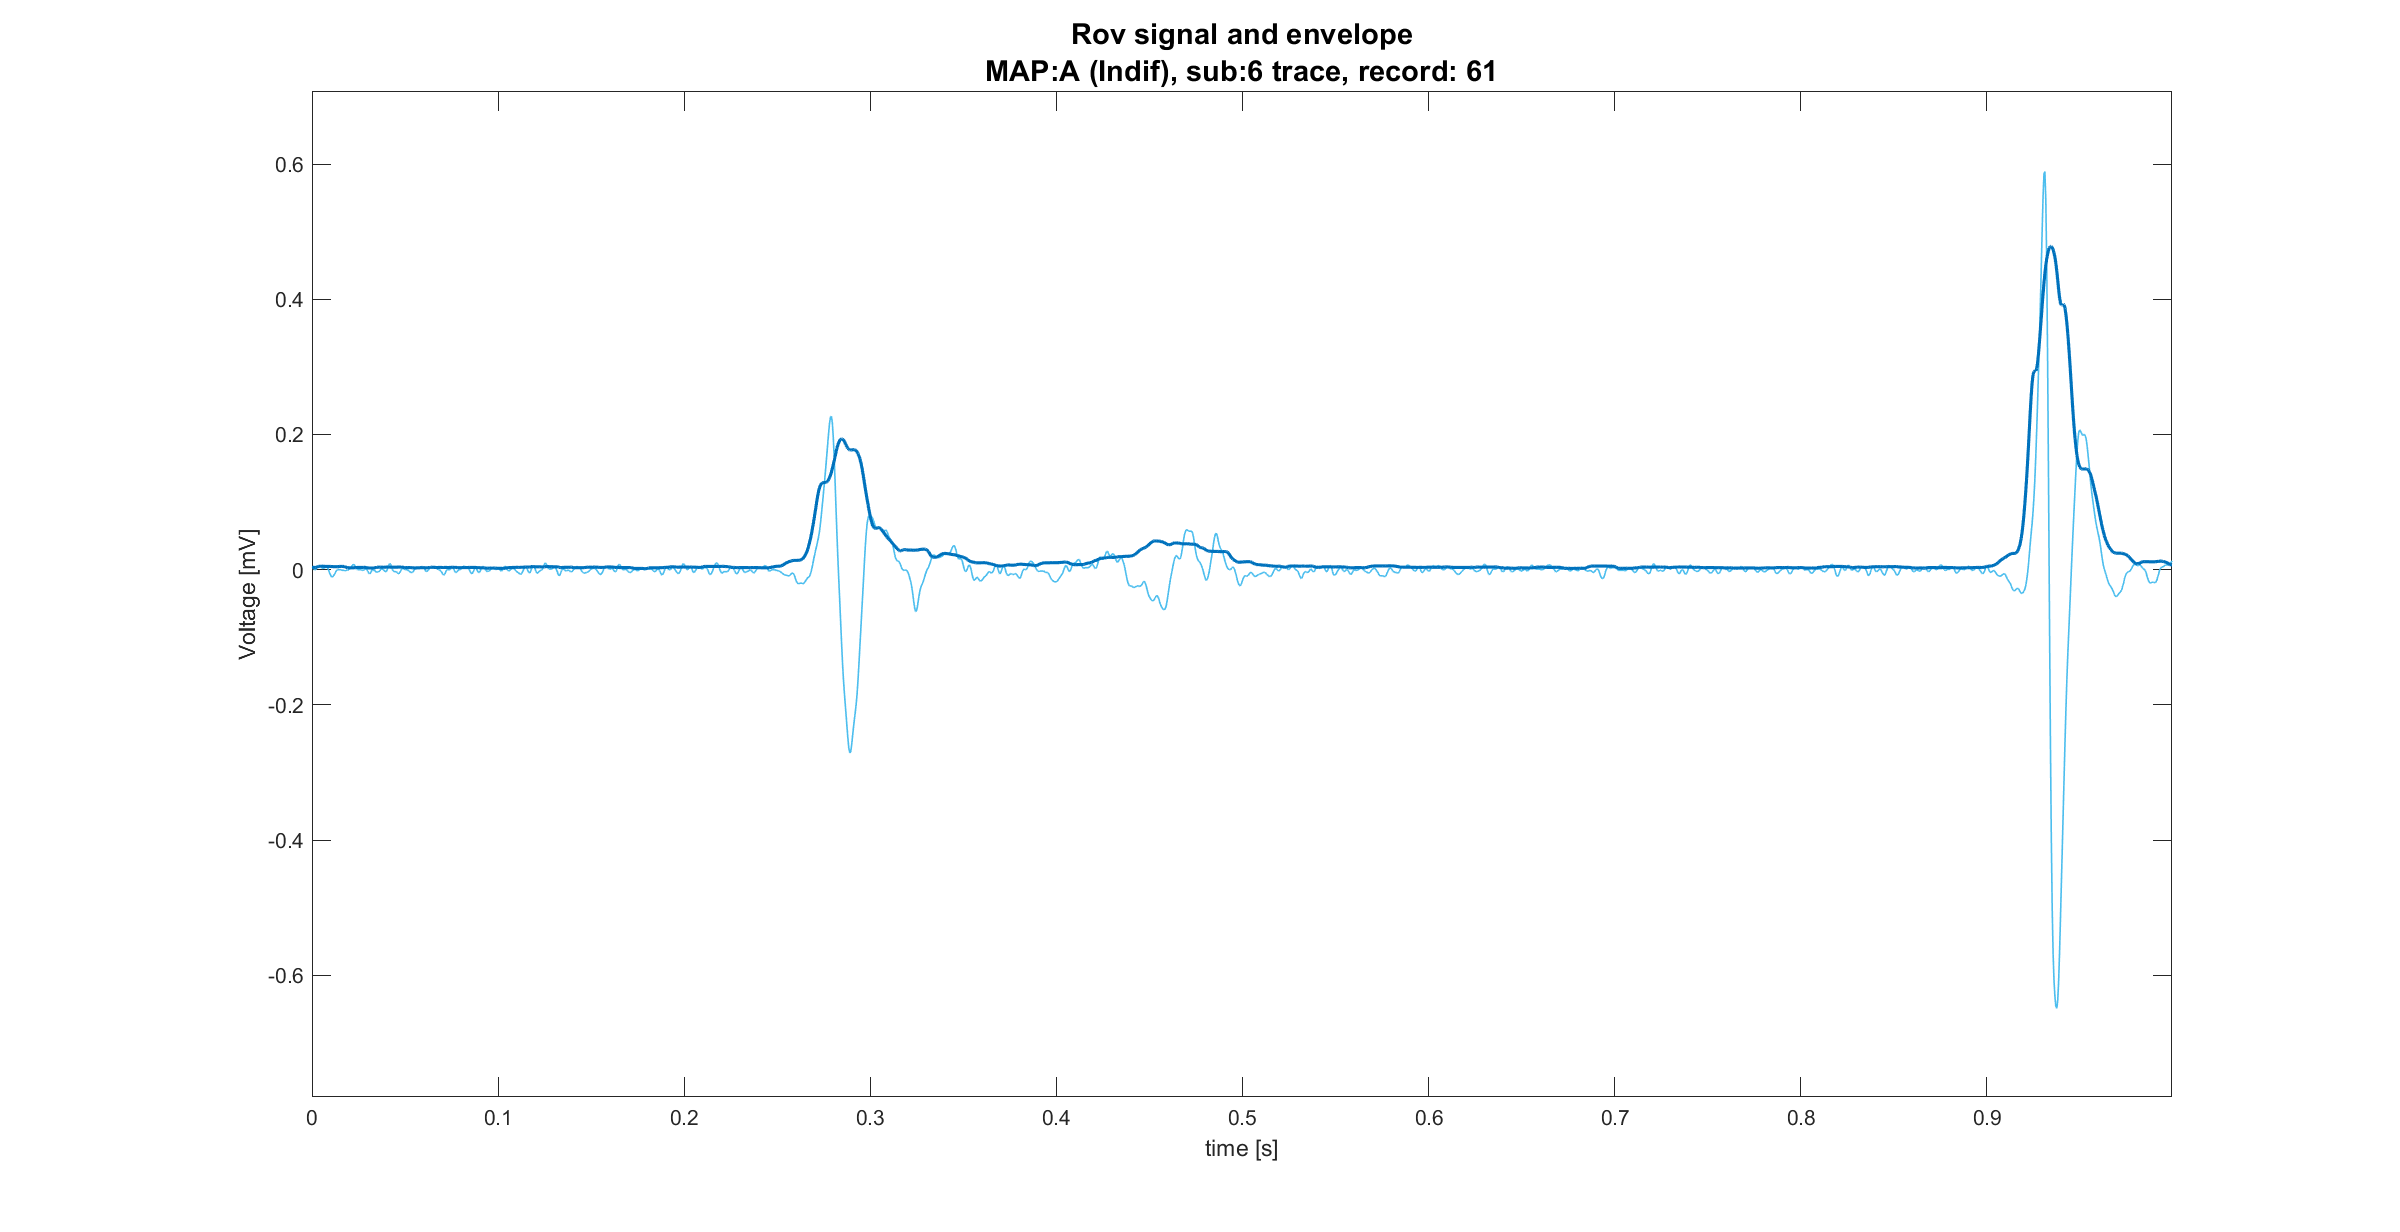 Rov signal and envelope
MAP:A (Indif), sub:6 trace, record: 61
0.6
0.4
0.2
0
-0.2
-0.4
-0.6
Voltage [mV]
0 0.1 0.2 0.3 0.4 0.5 0.6 0.7 0.8 0.9
time [s]